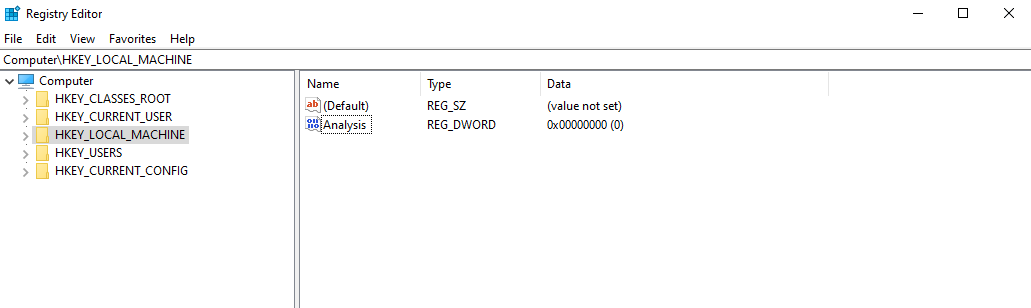 Registry Editor
File Edit View Favorites Help
Computer\HKEY_LOCAL_MACHINE
Computer
HKEY_CLASSES_ROOT
HKEY_CURRENT_USER
HKEY_LOCAL_MACHINE
HKEY_USERS
HKEY_CURRENT_CONFIG
Name Type Data
ab (Default) REG_SZ (value not set)
Analysis REG_DWORD 0x00000000 (0)